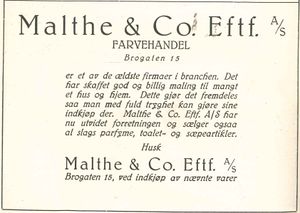 Malthe & Co. Eftf. A/S
FARVEHANDEL
Brogaten 15
er et av de ældste firmaer i branchen. Det
har skaffet god og billig maling til mangt
et hus og hjem. Dette gjør det fremdeles
saa man med fuld tryghet kan gjøre sine
indkjøp der. Malthe & Co. Eftf. A/S har
nu utvidet foretningen og sælger ogsaa
al slags parfyme, toalet- og sæpeartikler.
Husk
Malthe & Co. Eftf. A/S
Brogaten 15, ved indkjøp av nævnte varer